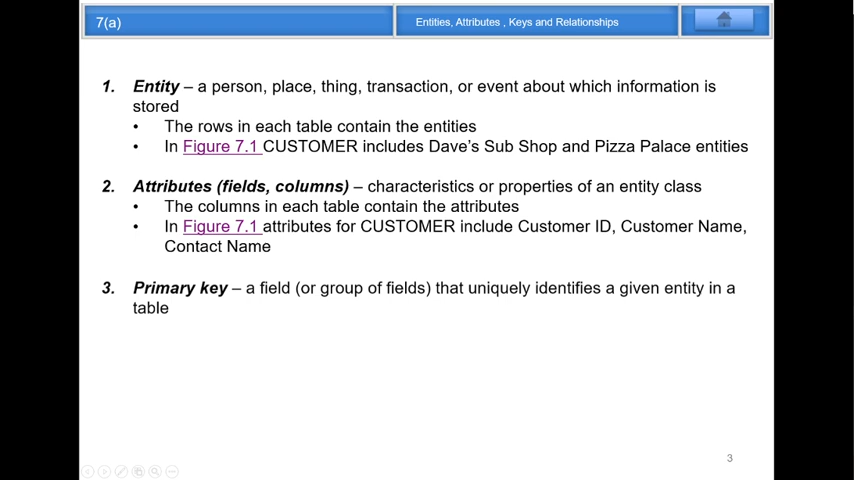 7(a)
Entities, Attributes , Keys and Relationships
1. Entity – a person, place, thing, transaction, or event about which information is
stored
• The rows in each table contain the entities
• In Figure 7.1 CUSTOMER includes Dave's Sub Shop and Pizza Palace entities
2. Attributes (fields, columns) – characteristics or properties of an entity class
• The columns in each table contain the attributes
• In Figure 7.1 attributes for CUSTOMER include Customer ID, Customer Name,
Contact Name
3. Primary key – a field (or group of fields) that uniquely identifies a given entity in a
table
3